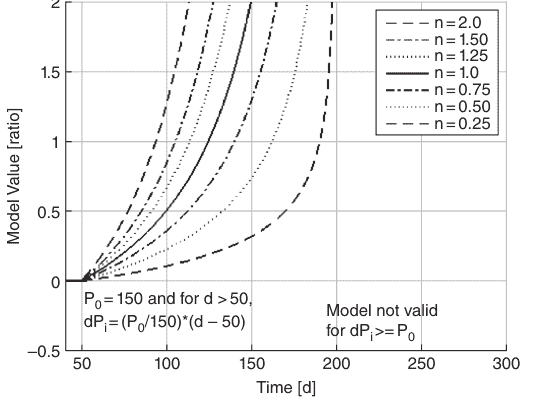 2
n=2.0
n=1.50
n=1.25
n=1.0
n=0.75
n=0.50
n=0.25
1.5
1
0.5
0
−0.5
Model Value [ratio]
P₀=150 and for d>50,
dPᵢ=(P₀/150)*(d−50)
Model not valid
for dPᵢ>=P₀
50 100 150 200 250 300
Time [d]